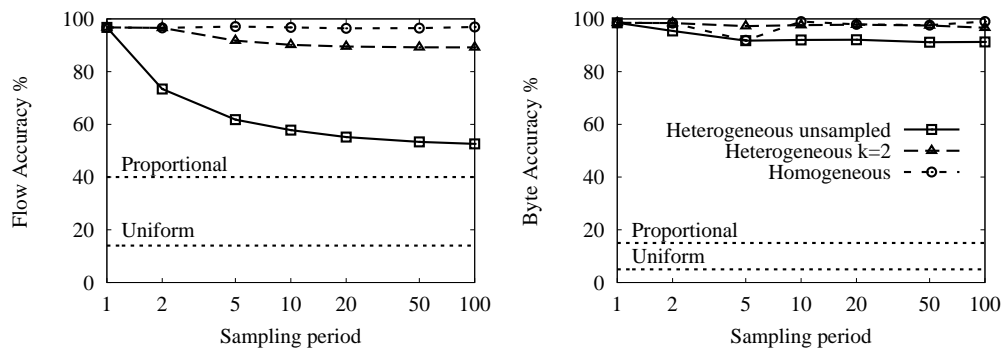 100
80
60
40
20
0
Flow Accuracy %
Proportional
Uniform
1 2 5 10 20 50 100
Sampling period
100
80
60
40
20
0
Byte Accuracy %
Heterogeneous unsampled
Heterogeneous k=2
Homogeneous
Proportional
Uniform
1 2 5 10 20 50 100
Sampling period